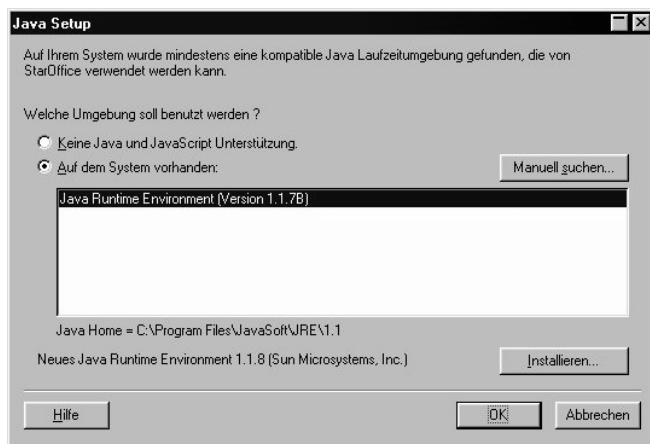 Java Setup
Auf Ihrem System wurde mindestens eine kompatible Java Laufzeitumgebung gefunden, die von
StarOffice verwendet werden kann.
Welche Umgebung soll benutzt werden ?
Keine Java und JavaScript Unterstützung.
Auf dem System vorhanden:
Manuell suchen...
Java Runtime Environment (Version 1.1.7B)
Java Home = C:\Program Files\JavaSoft\JRE\1.1
Neues Java Runtime Environment 1.1.8 (Sun Microsystems, Inc.)
Installieren...
Hilfe
OK
Abbrechen